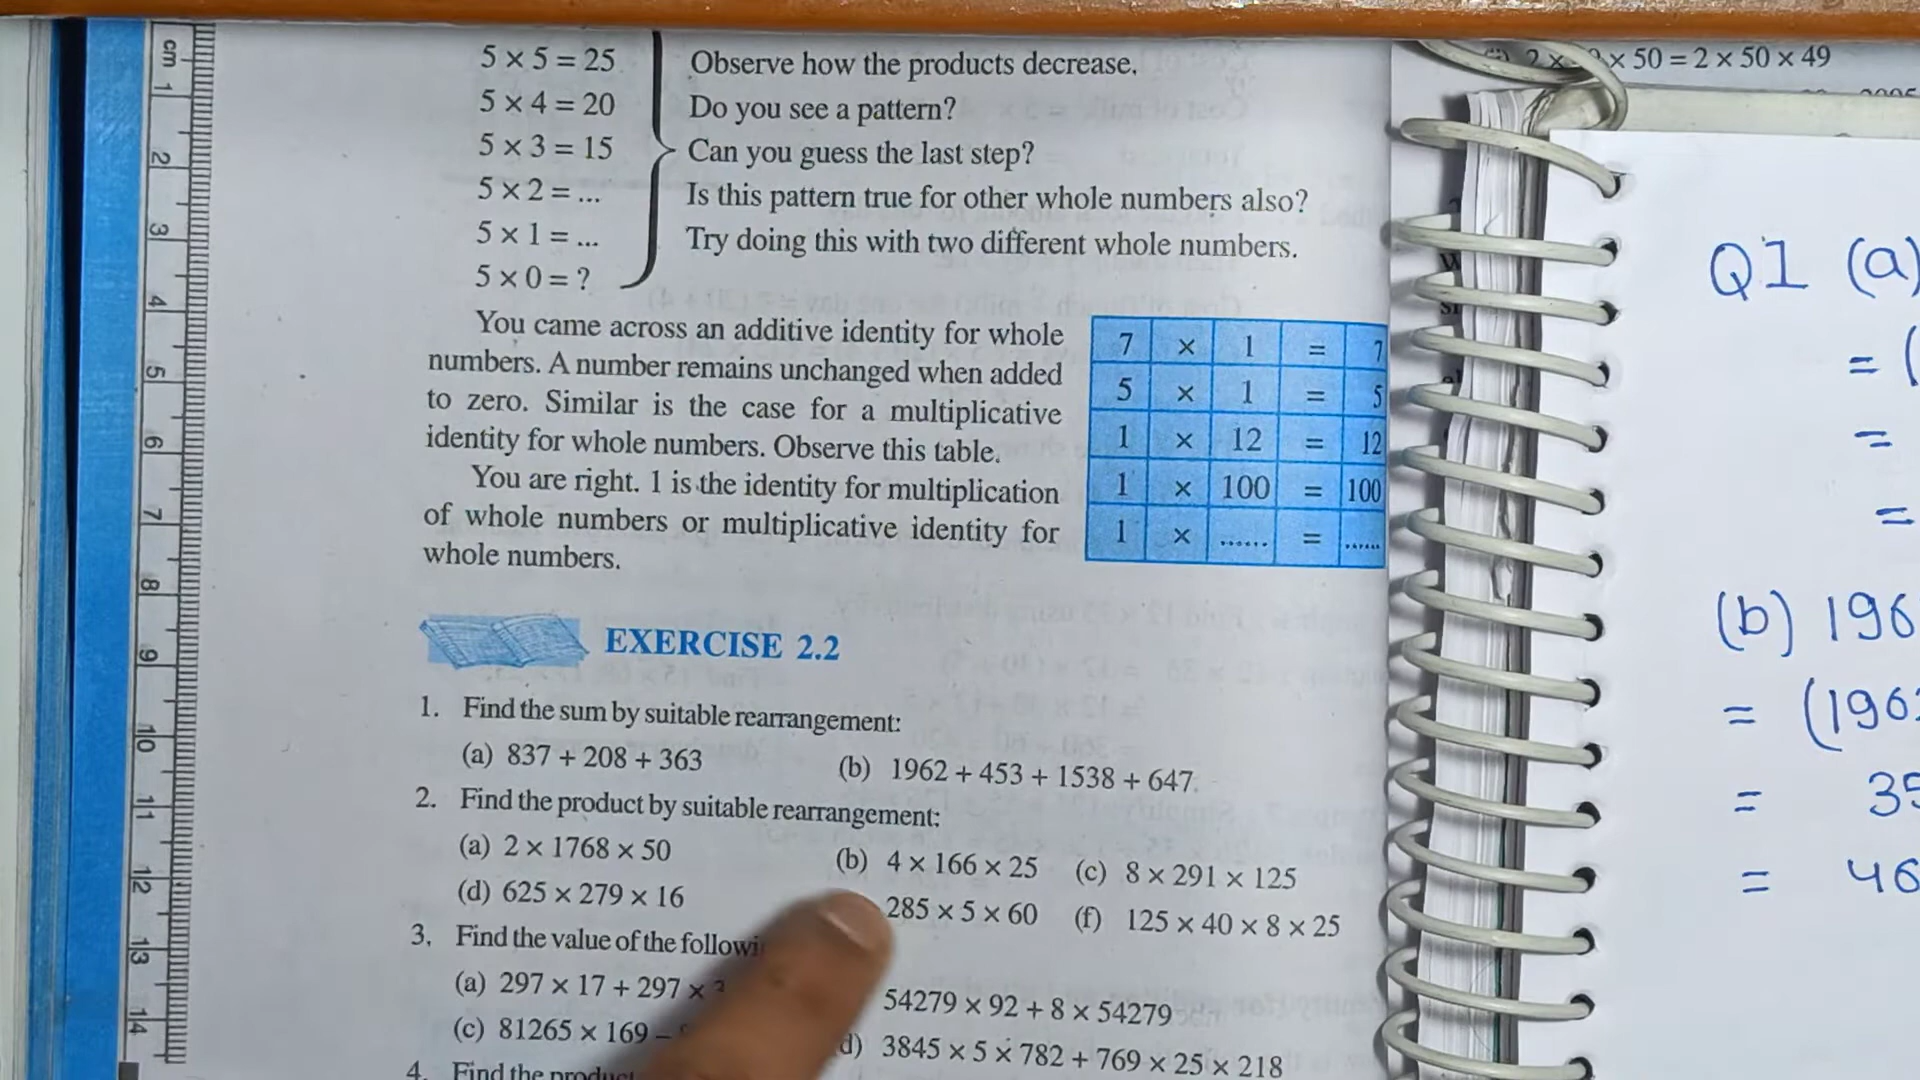 5 × 5 = 25
5 × 4 = 20
5 × 3 = 15
5 × 2 = ...
5 × 1 = ...
5 × 0 = ?
Observe how the products decrease.
Do you see a pattern?
Can you guess the last step?
Is this pattern true for other whole numbers also?
Try doing this with two different whole numbers.
You came across an additive identity for whole
numbers. A number remains unchanged when added
to zero. Similar is the case for a multiplicative
identity for whole numbers. Observe this table.
You are right. 1 is the identity for multiplication
of whole numbers or multiplicative identity for
whole numbers.
7 × 1 = 7
5 × 1 = 5
1 × 12 = 12
1 × 100 = 100
1 × ...... = ......
EXERCISE 2.2
1. Find the sum by suitable rearrangement:
(a) 837 + 208 + 363 (b) 1962 + 453 + 1538 + 647
2. Find the product by suitable rearrangement:
(a) 2 × 1768 × 50 (b) 4 × 166 × 25 (c) 8 × 291 × 125
(d) 625 × 279 × 16 285 × 5 × 60 (f) 125 × 40 × 8 × 25
3. Find the value of the
(a) 297 × 17 + 297 × 54279 × 92 + 8 × 54279
(c) 81265 × 169 – d) 3845 × 5 × 782 + 769 × 25 × 218
4. Find the
cm 1 2 3 4 5 6 7 8 9 10 11 12 13 14
× 50 = 2 × 50 × 49
Q1 (a)
= (
=
=
(b) 196
= (196
= 35
= 46